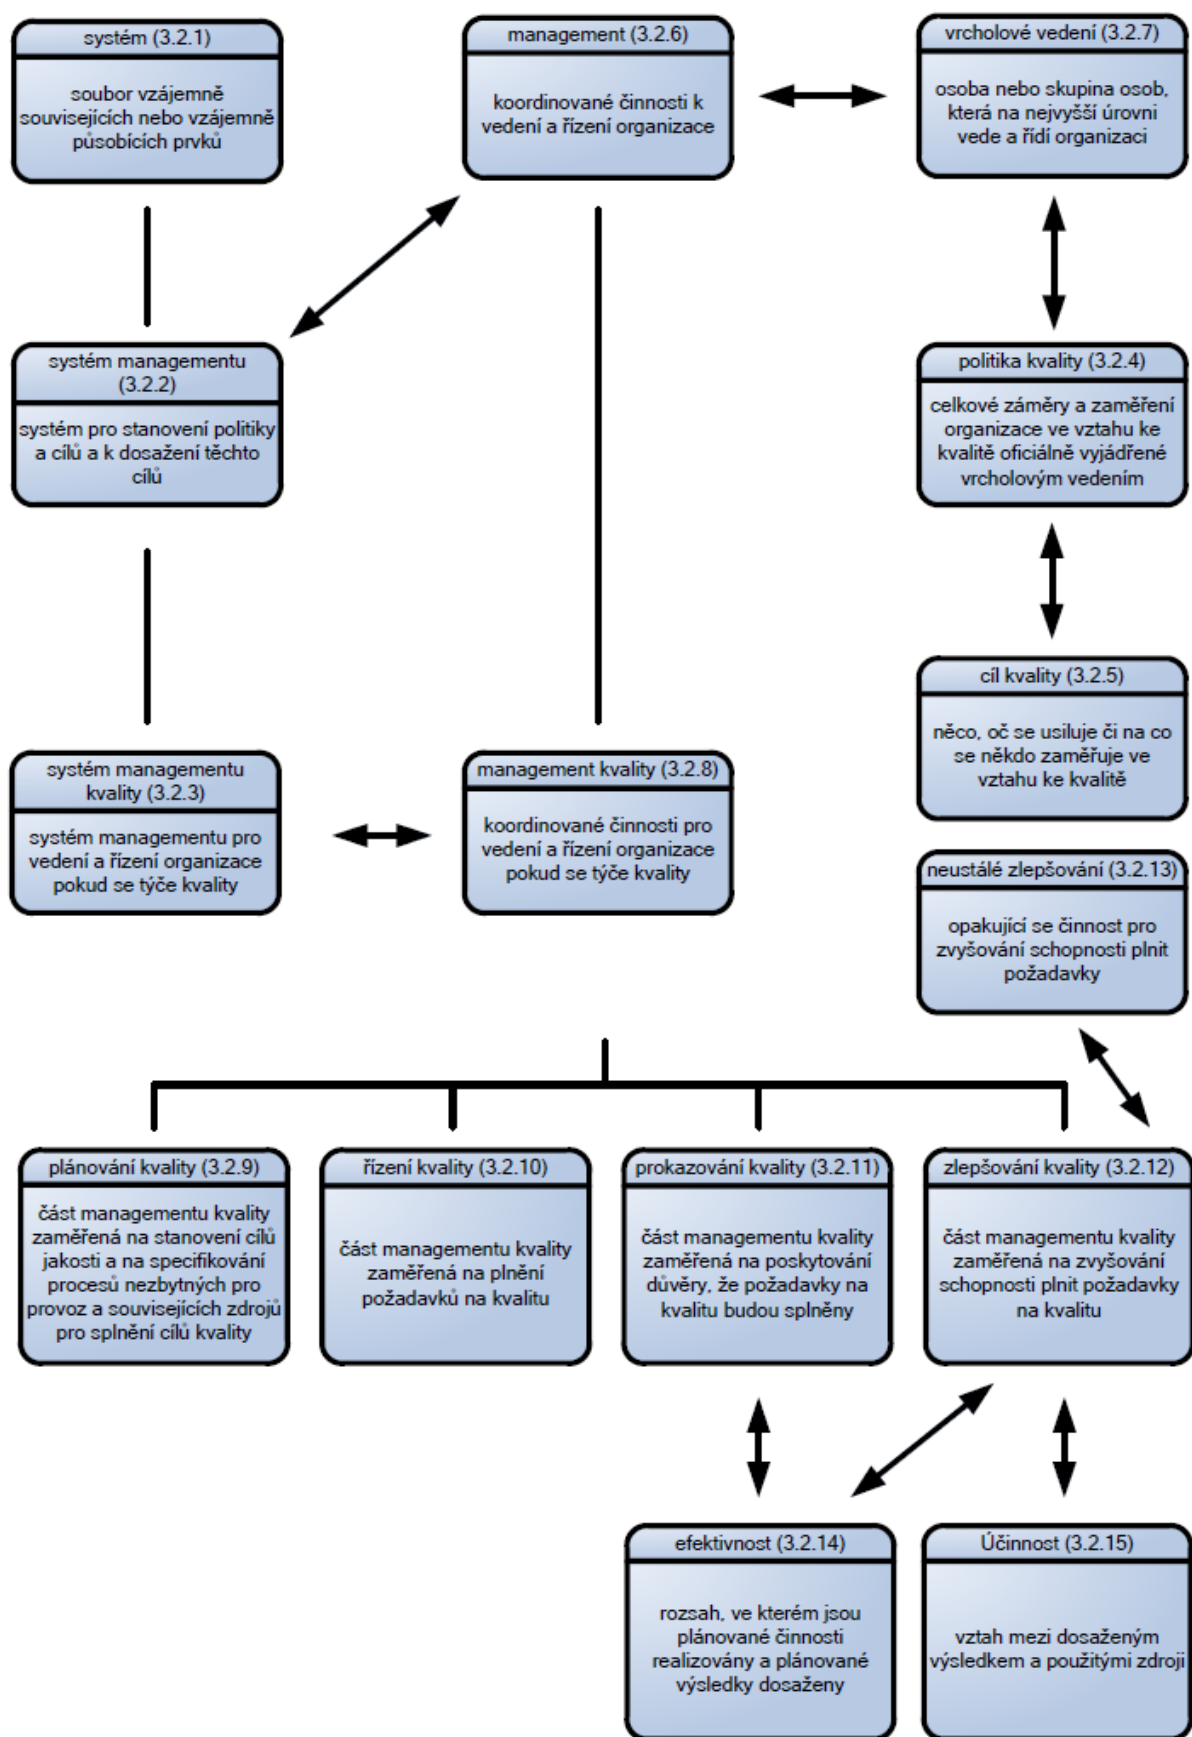 systém (3.2.1)
soubor vzájemně
souvisejících nebo vzájemně
působících prvků
management (3.2.6)
koordinované činnosti k
vedení a řízení organizace
vrcholové vedení (3.2.7)
osoba nebo skupina osob,
která na nejvyšší úrovni
vede a řídí organizaci
systém managementu
(3.2.2)
systém pro stanovení politiky
a cílů a k dosažení těchto
cílů
politika kvality (3.2.4)
celkové záměry a zaměření
organizace ve vztahu ke
kvalitě oficiálně vyjádřené
vrcholovým vedením
cíl kvality (3.2.5)
něco, oč se usiluje či na co
se někdo zaměřuje ve
vztahu ke kvalitě
systém managementu
kvality (3.2.3)
systém managementu pro
vedení a řízení organizace
pokud se týče kvality
management kvality (3.2.8)
koordinované činnosti pro
vedení a řízení organizace
pokud se týče kvality
neustálé zlepšování (3.2.13)
opakující se činnost pro
zvyšování schopnosti plnit
požadavky
plánování kvality (3.2.9)
část managementu kvality
zaměřená na stanovení cílů
jakosti a na specifikování
procesů nezbytných pro
provoz a souvisejících zdrojů
pro splnění cílů kvality
řízení kvality (3.2.10)
část managementu kvality
zaměřená na plnění
požadavků na kvalitu
prokazování kvality (3.2.11)
část managementu kvality
zaměřená na poskytování
důvěry, že požadavky na
kvalitu budou splněny
zlepšování kvality (3.2.12)
část managementu kvality
zaměřená na zvyšování
schopnosti plnit požadavky
na kvalitu
efektivnost (3.2.14)
rozsah, ve kterém jsou
plánované činnosti
realizovány a plánované
výsledky dosaženy
Účinnost (3.2.15)
vztah mezi dosaženým
výsledkem a použitými zdroji